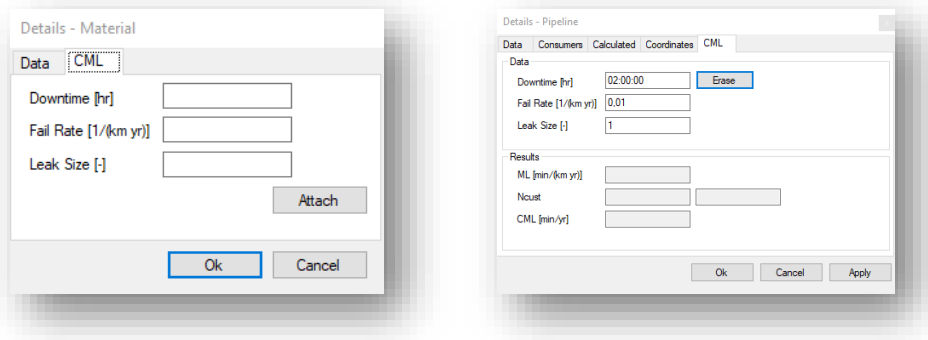 Details - Material
Data CML
Downtime [hr]
Fail Rate [1/(km yr)]
Leak Size [-]
Attach
Ok Cancel
Details - Pipeline
Data Consumers Calculated Coordinates CML
Data
Downtime [hr] 02:00:00 Erase
Fail Rate [1/(km yr)] 0,01
Leak Size [-] 1
Results
ML [min/(km yr)]
Ncust
CML [min/yr]
Ok Cancel Apply